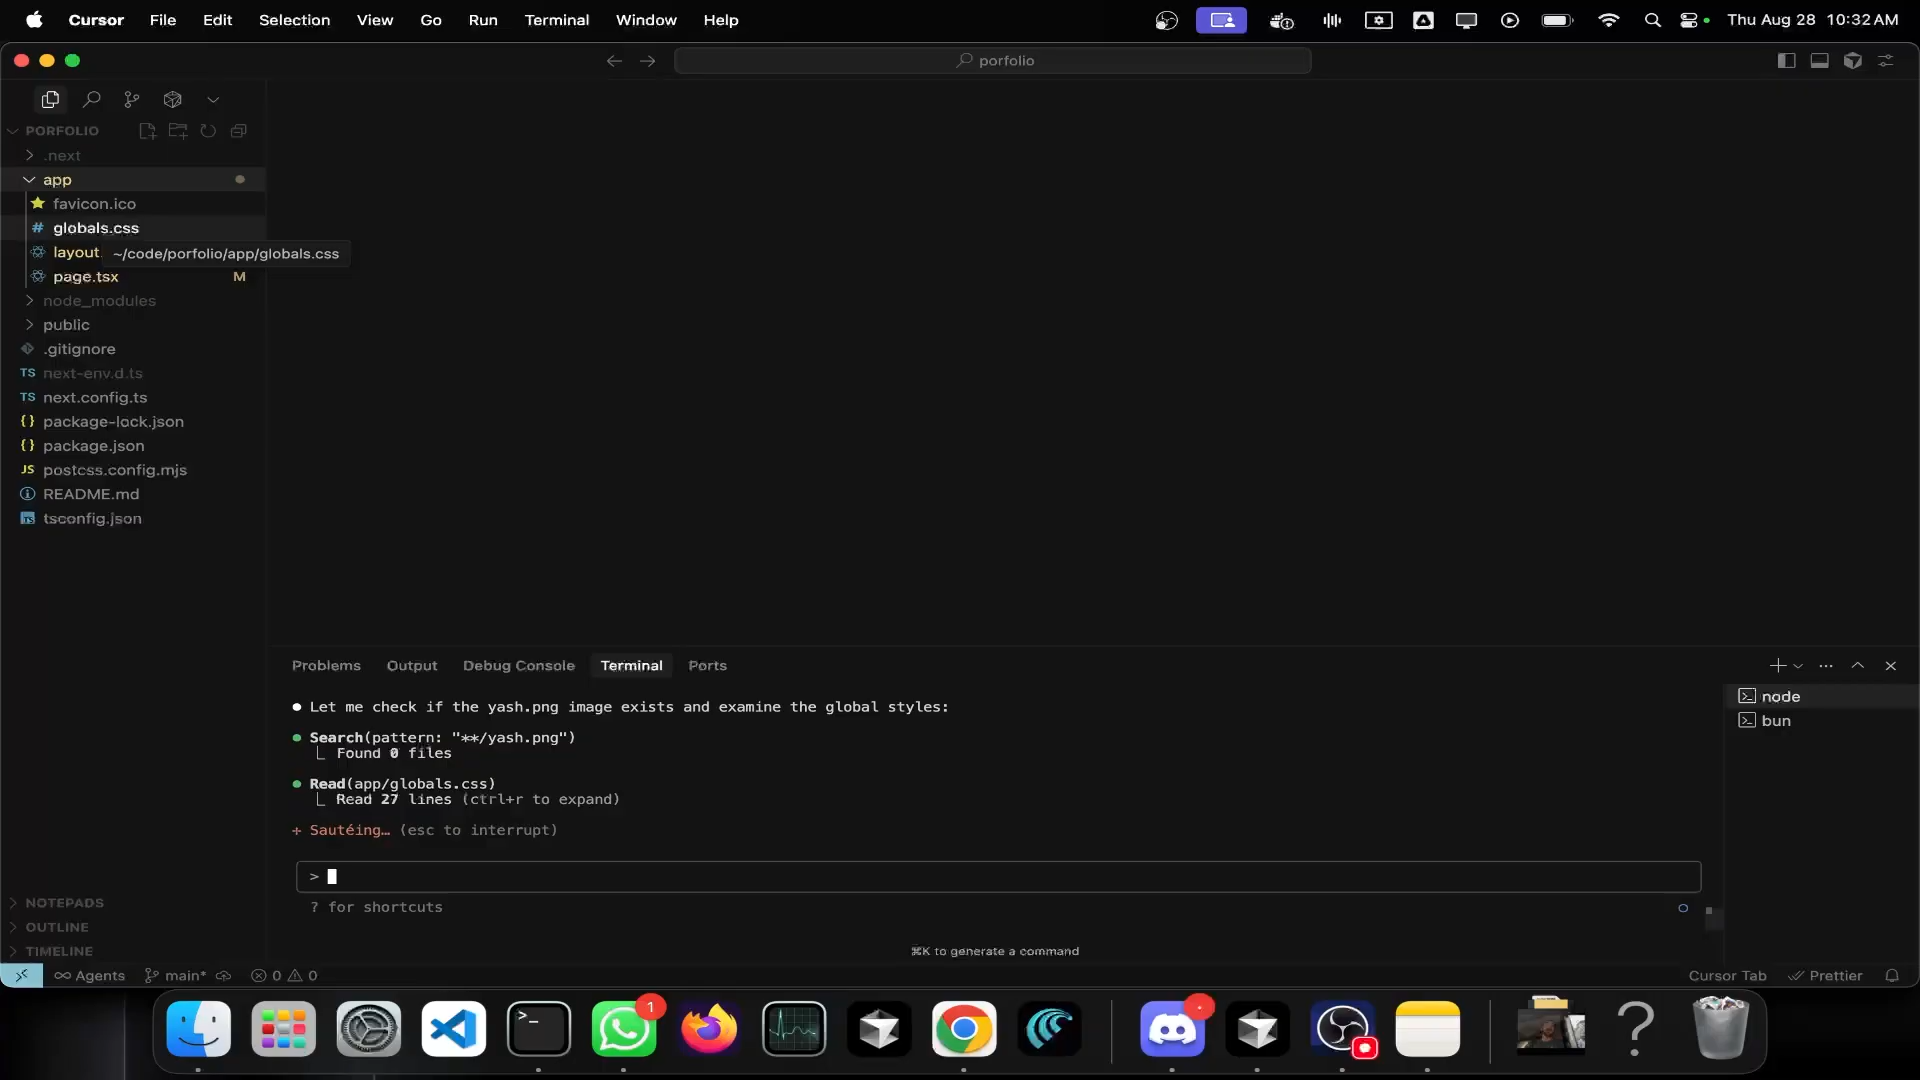 Cursor File Edit Selection View Go Run Terminal Window Help Thu Aug 28 10:32 AM
porfolio
PORFOLIO
.next
app
favicon.ico
globals.css
layout.
~/code/porfolio/app/globals.css
page.tsx M
node_modules
public
.gitignore
TS next-env.d.ts
TS next.config.ts
{} package-lock.json
{} package.json
JS postcss.config.mjs
README.md
TS tsconfig.json
Problems Output Debug Console Terminal Ports
node
bun
Let me check if the yash.png image exists and examine the global styles:
Search(pattern: "**/yash.png")
Found 0 files
Read(app/globals.css)
Read 27 lines (ctrl+r to expand)
+ Sautéing… (esc to interrupt)
>
? for shortcuts
⌘K to generate a command
NOTEPADS
OUTLINE
TIMELINE
Agents main* 0 0 Cursor Tab Prettier
1